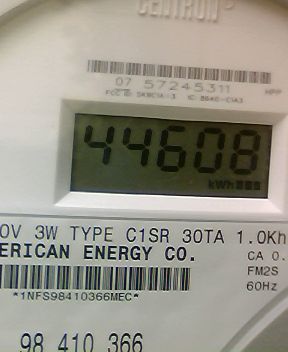 CENTRON
07 57245311
HPP
44608
kWh
0V 3W TYPE C1SR 30TA 1.0Kh
ERICAN ENERGY CO.
CA 0.
FM2S
*1NFS98410366MEC*
60Hz
98 410 366